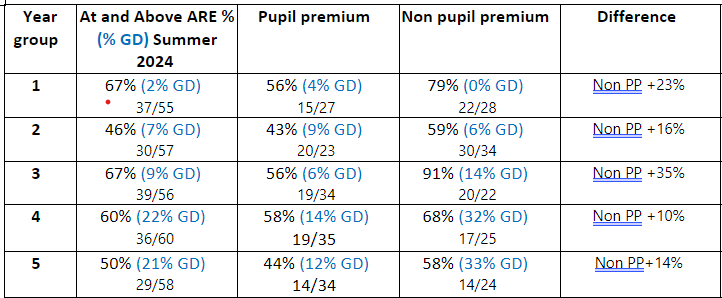 Year group
At and Above ARE % (% GD) Summer 2024
Pupil premium
Non pupil premium
Difference
1
67% (2% GD)
37/55
56% (4% GD)
15/27
79% (0% GD)
22/28
Non PP +23%
2
46% (7% GD)
30/57
43% (9% GD)
20/23
59% (6% GD)
30/34
Non PP +16%
3
67% (9% GD)
39/56
56% (6% GD)
19/34
91% (14% GD)
20/22
Non PP +35%
4
60% (22% GD)
36/60
58% (14% GD)
19/35
68% (32% GD)
17/25
Non PP +10%
5
50% (21% GD)
29/58
44% (12% GD)
14/34
58% (33% GD)
14/24
Non PP+14%